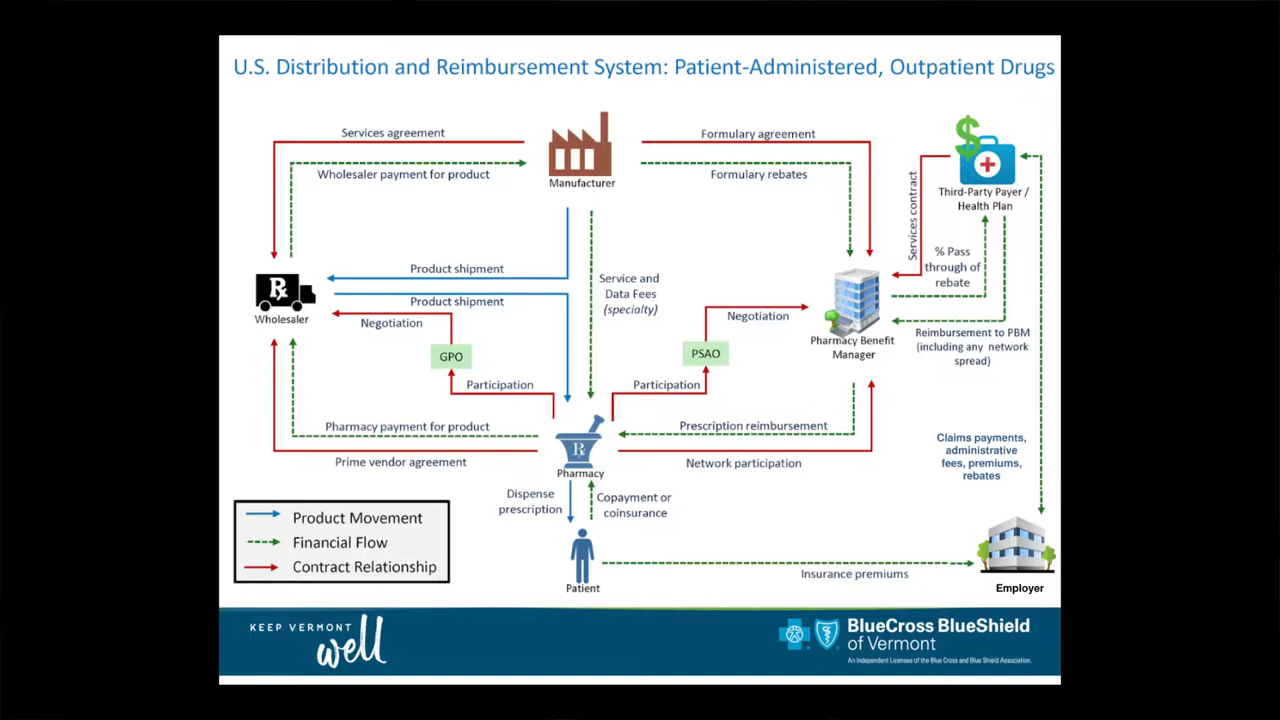 U.S. Distribution and Reimbursement System: Patient-Administered, Outpatient Drugs
Services agreement
Wholesaler payment for product
Manufacturer
Formulary agreement
Formulary rebates
$
Third-Party Payer /
Health Plan
Services contract
% Pass
through of
rebate
Product shipment
Product shipment
Rx
Wholesaler
Negotiation
Service and
Data Fees
(specialty)
Negotiation
Pharmacy Benefit
Manager
Reimbursement to PBM
(including any network
spread)
GPO
PSAO
Participation
Participation
Pharmacy payment for product
Prescription reimbursement
Prime vendor agreement
Network participation
Rx
Pharmacy
Claims payments,
administrative
fees, premiums,
rebates
Dispense
prescription
Copayment or
coinsurance
Product Movement
Financial Flow
Contract Relationship
Patient
Insurance premiums
Employer
KEEP VERMONT
well
BlueCross BlueShield
of Vermont
An Independent Licensee of the Blue Cross and Blue Shield Association.